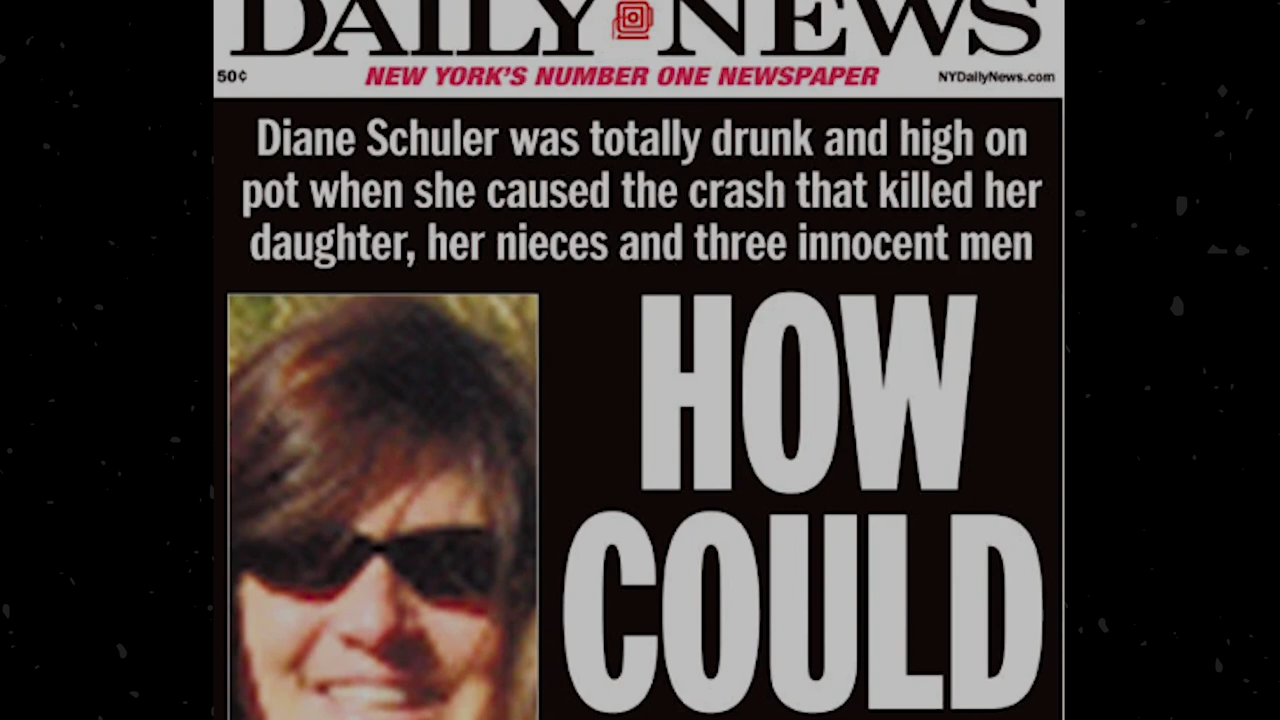 DAILY NEWS
50¢ NEW YORK'S NUMBER ONE NEWSPAPER NYDailyNews.com
Diane Schuler was totally drunk and high on
pot when she caused the crash that killed her
daughter, her nieces and three innocent men
HOW
COULD